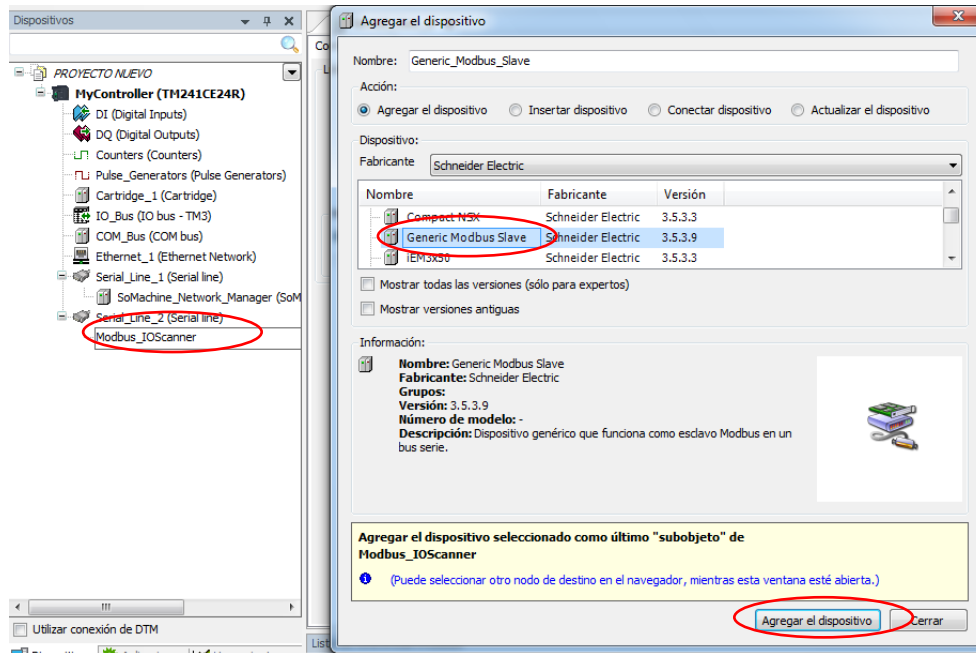 Dispositivos
PROYECTO NUEVO
MyController (TM241CE24R)
DI (Digital Inputs)
DQ (Digital Outputs)
Counters (Counters)
Pulse_Generators (Pulse Generators)
Cartridge_1 (Cartridge)
IO_Bus (IO bus - TM3)
COM_Bus (COM bus)
Ethernet_1 (Ethernet Network)
Serial_Line_1 (Serial line)
SoMachine_Network_Manager (SoM
Serial_Line_2 (Serial line)
Modbus_IOScanner
Utilizar conexión de DTM
Co
L
List
Agregar el dispositivo
Nombre: Generic_Modbus_Slave
Acción:
Agregar el dispositivo Insertar dispositivo Conectar dispositivo Actualizar el dispositivo
Dispositivo:
Fabricante Schneider Electric
Nombre Fabricante Versión
Compact NSX Schneider Electric 3.5.3.3
Generic Modbus Slave Schneider Electric 3.5.3.9
iEM3x50 Schneider Electric 3.5.3.3
Mostrar todas las versiones (sólo para expertos)
Mostrar versiones antiguas
Información:
Nombre: Generic Modbus Slave
Fabricante: Schneider Electric
Grupos:
Versión: 3.5.3.9
Número de modelo: -
Descripción: Dispositivo genérico que funciona como esclavo Modbus en un
bus serie.
Agregar el dispositivo seleccionado como último "subobjeto" de
Modbus_IOScanner
(Puede seleccionar otro nodo de destino en el navegador, mientras esta ventana esté abierta.)
Agregar el dispositivo Cerrar